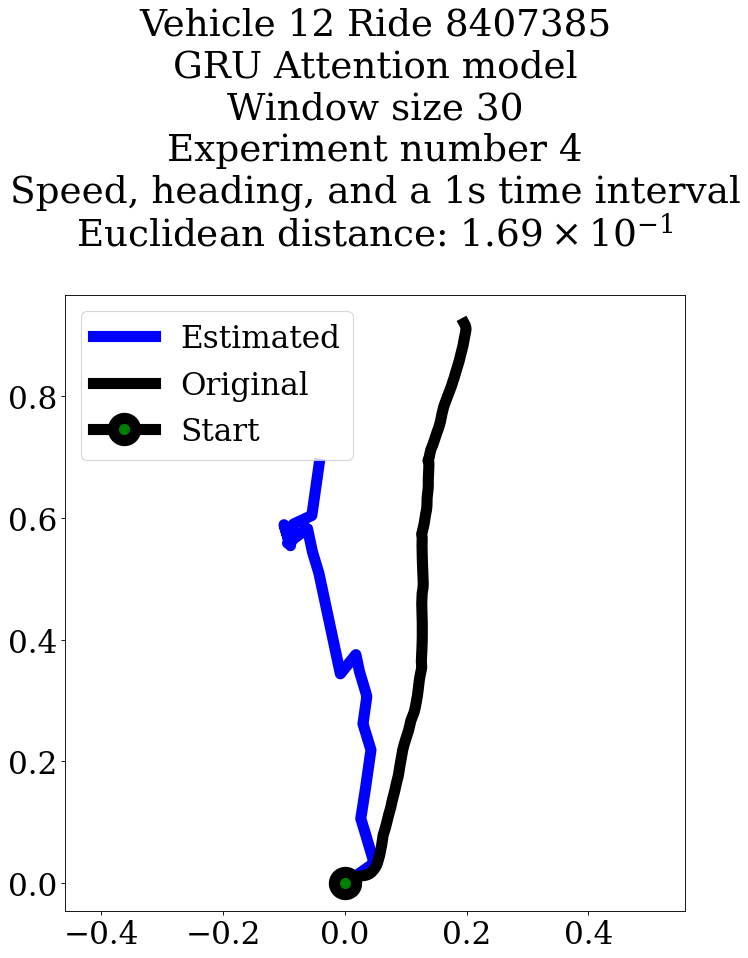 Vehicle 12 Ride 8407385
GRU Attention model
Window size 30
Experiment number 4
Speed, heading, and a 1s time interval
Euclidean distance: 1.69 × 10⁻¹
Estimated
Original
Start
0.8
0.6
0.4
0.2
0.0
−0.4 −0.2 0.0 0.2 0.4